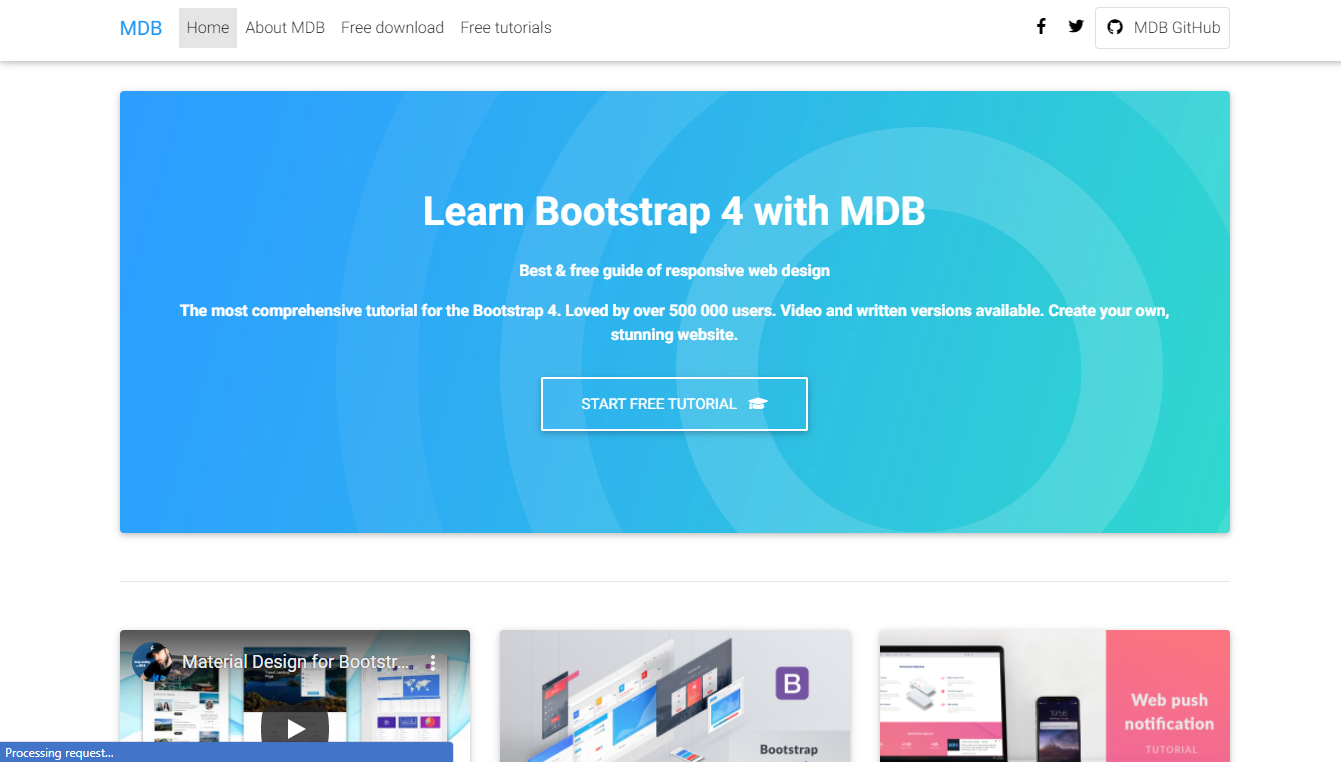 MDB Home About MDB Free download Free tutorials MDB GitHub
Learn Bootstrap 4 with MDB
Best & free guide of responsive web design
The most comprehensive tutorial for the Bootstrap 4. Loved by over 500 000 users. Video and written versions available. Create your own,
stunning website.
START FREE TUTORIAL
Material Design for Bootstr...
B
Bootstrap
Web push
notification
TUTORIAL
19:56
Processing request...